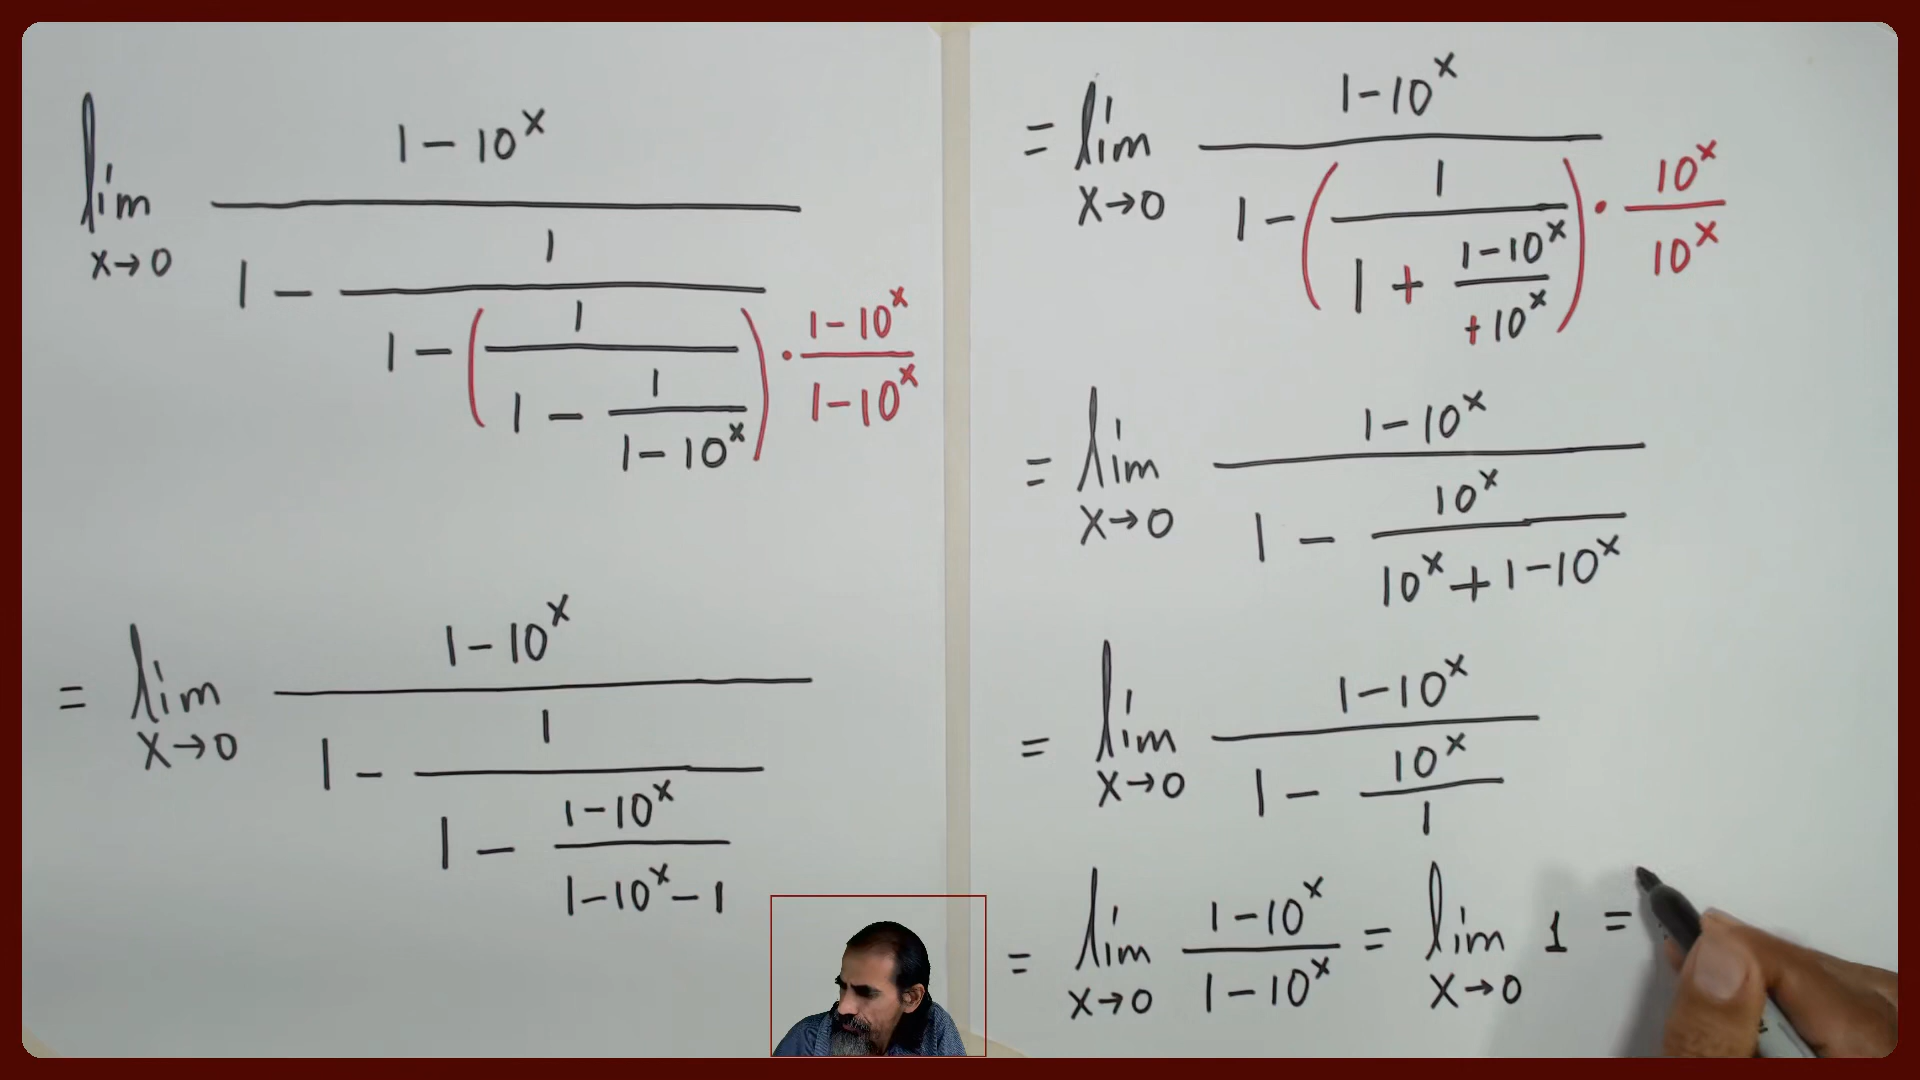 lim x→0 (1-10^x)/(1-1/(1-(1/(1-1/(1-10^x)))·(1-10^x)/(1-10^x)))
= lim x→0 (1-10^x)/(1-1/(1-(1-10^x)/(1-10^x-1)))
= lim x→0 (1-10^x)/(1-(1/(1+(1-10^x)/(+10^x)))·10^x/10^x)
= lim x→0 (1-10^x)/(1-10^x/(10^x+1-10^x))
= lim x→0 (1-10^x)/(1-10^x/1)
= lim x→0 (1-10^x)/(1-10^x) = lim x→0 1 =